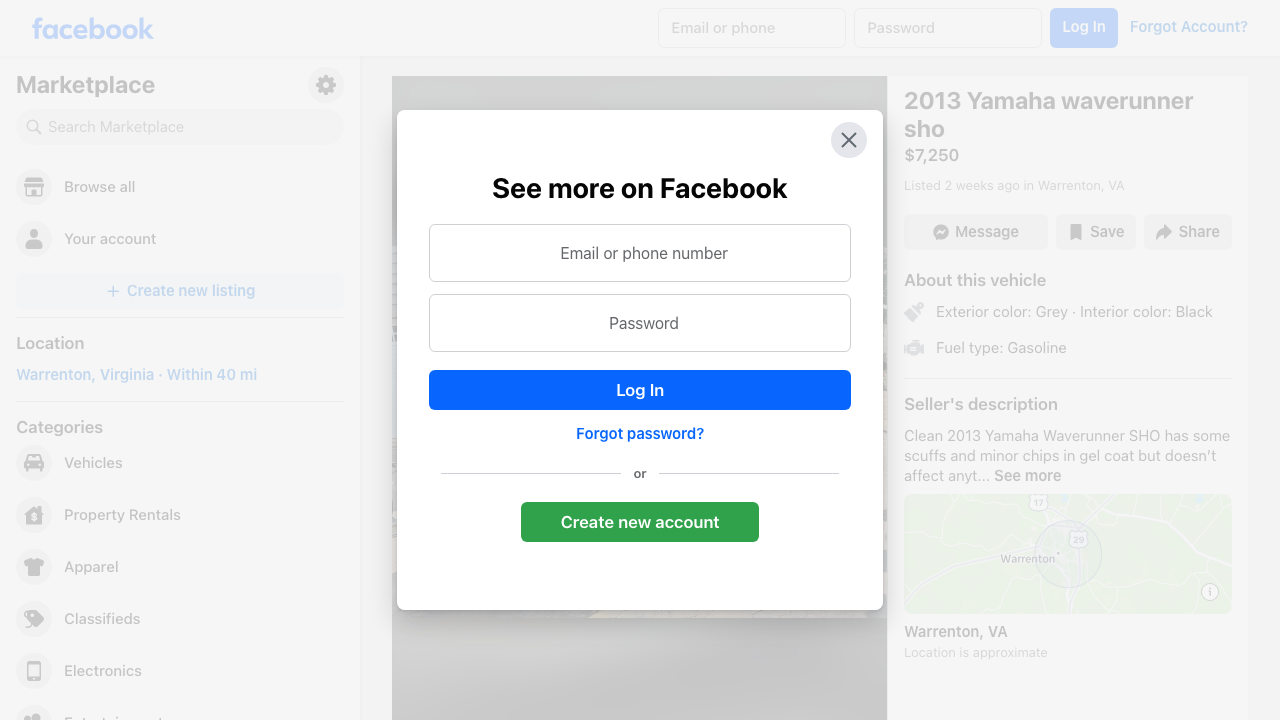 facebook
Email or phone
Password
Log In
Forgot Account?
Marketplace
Search Marketplace
Browse all
Your account
Create new listing
Location
Warrenton, Virginia · Within 40 mi
Categories
Vehicles
Property Rentals
Apparel
Classifieds
Electronics
See more on Facebook
Email or phone number
Password
Log In
Forgot password?
or
Create new account
2013 Yamaha waverunner
sho
$7,250
Listed 2 weeks ago in Warrenton, VA
Message
Save
Share
About this vehicle
Exterior color: Grey · Interior color: Black
Fuel type: Gasoline
Seller's description
Clean 2013 Yamaha Waverunner SHO has some
scuffs and minor chips in gel coat but doesn’t
affect anyt... See more
17
29
Warrenton
Warrenton, VA
Location is approximate